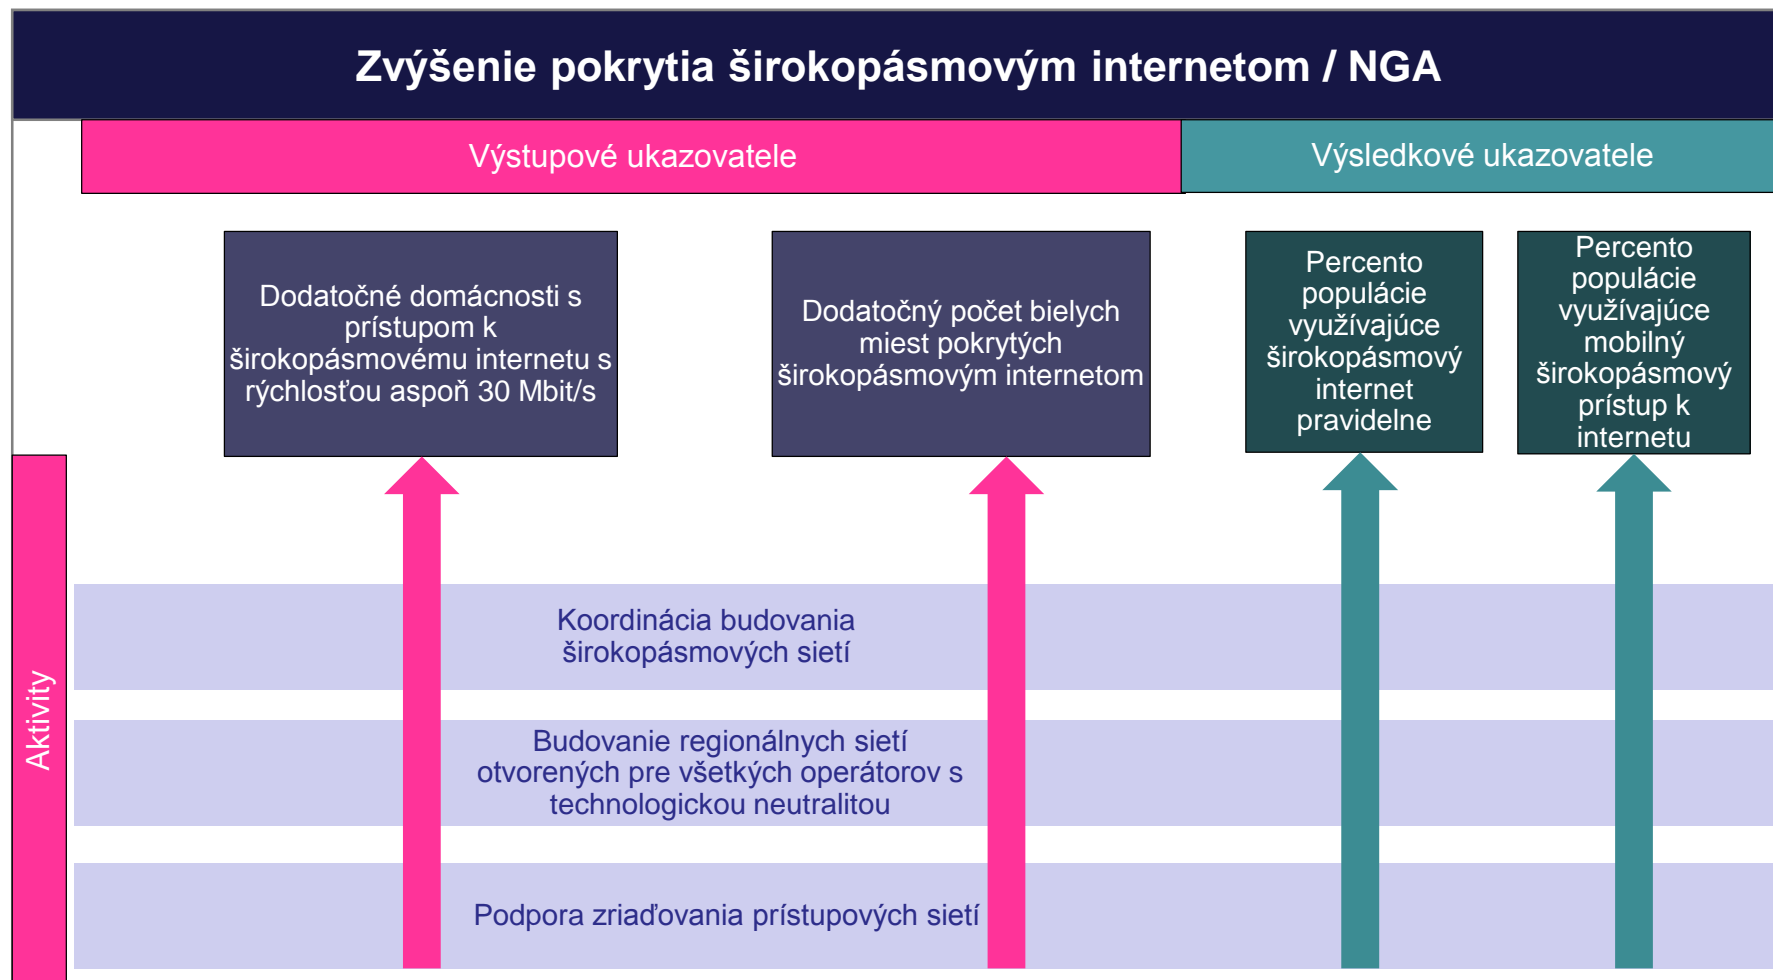 Zvýšenie pokrytia širokopásmovým internetom / NGA
Výstupové ukazovatele
Výsledkové ukazovatele
Dodatočné domácnosti s
prístupom k
širokopásmovému internetu s
rýchlosťou aspoň 30 Mbit/s
Dodatočný počet bielych
miest pokrytých
širokopásmovým internetom
Percento
populácie
využívajúce
širokopásmový
internet
pravidelne
Percento
populácie
využívajúce
mobilný
širokopásmový
prístup k
internetu
Aktivity
Koordinácia budovania
širokopásmových sietí
Budovanie regionálnych sietí
otvorených pre všetkých operátorov s
technologickou neutralitou
Podpora zriaďovania prístupových sietí